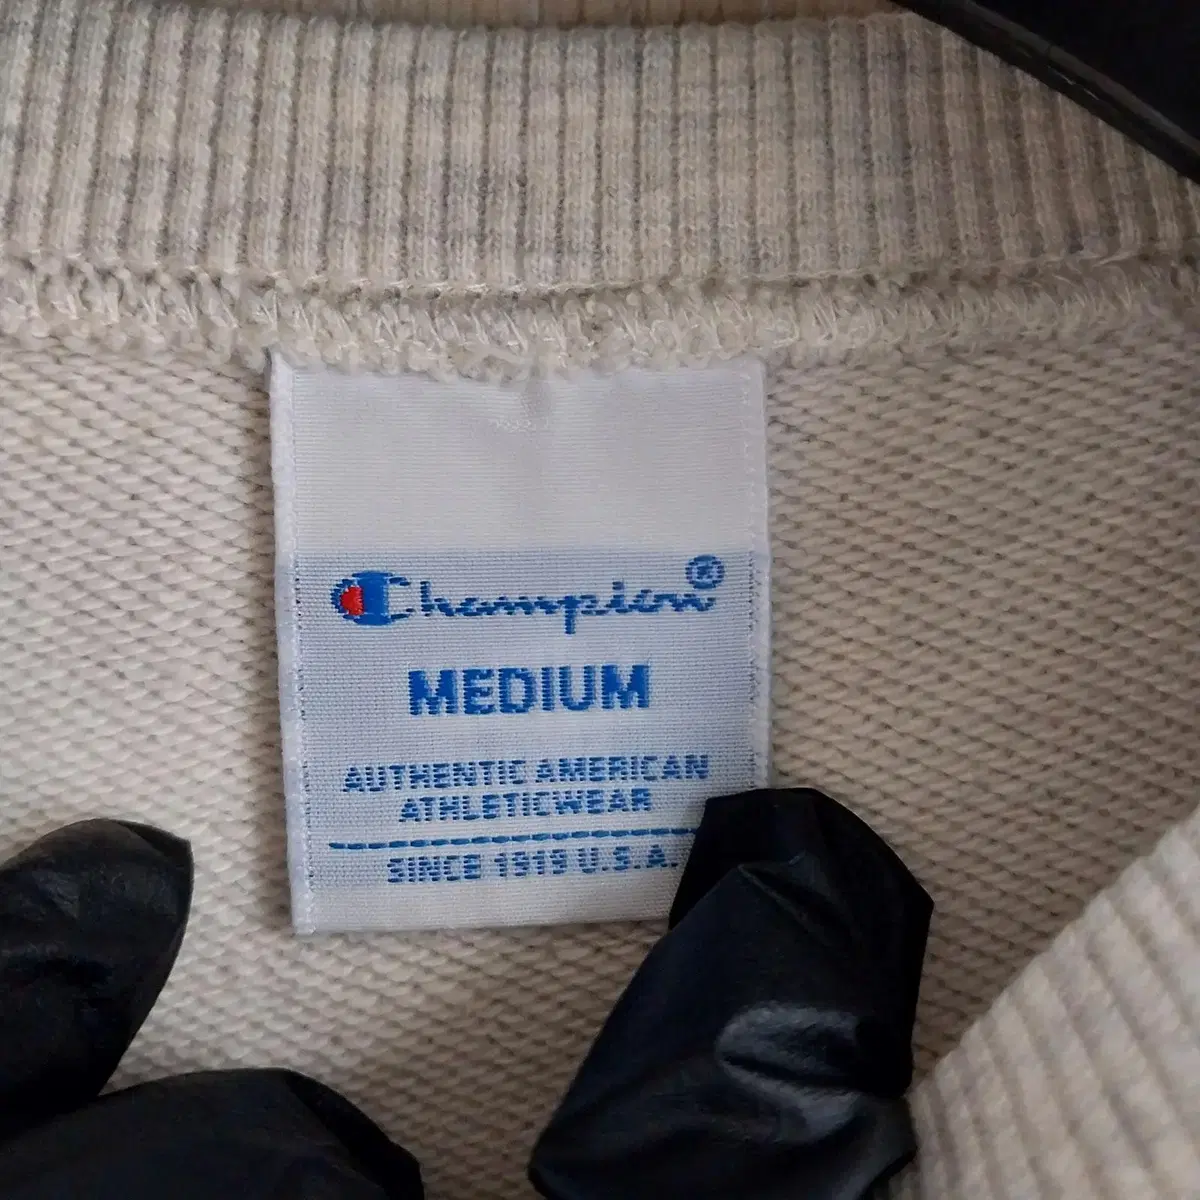 Champion®
MEDIUM
AUTHENTIC AMERICAN
ATHLETICWEAR
SINCE 1919 U.S.A.